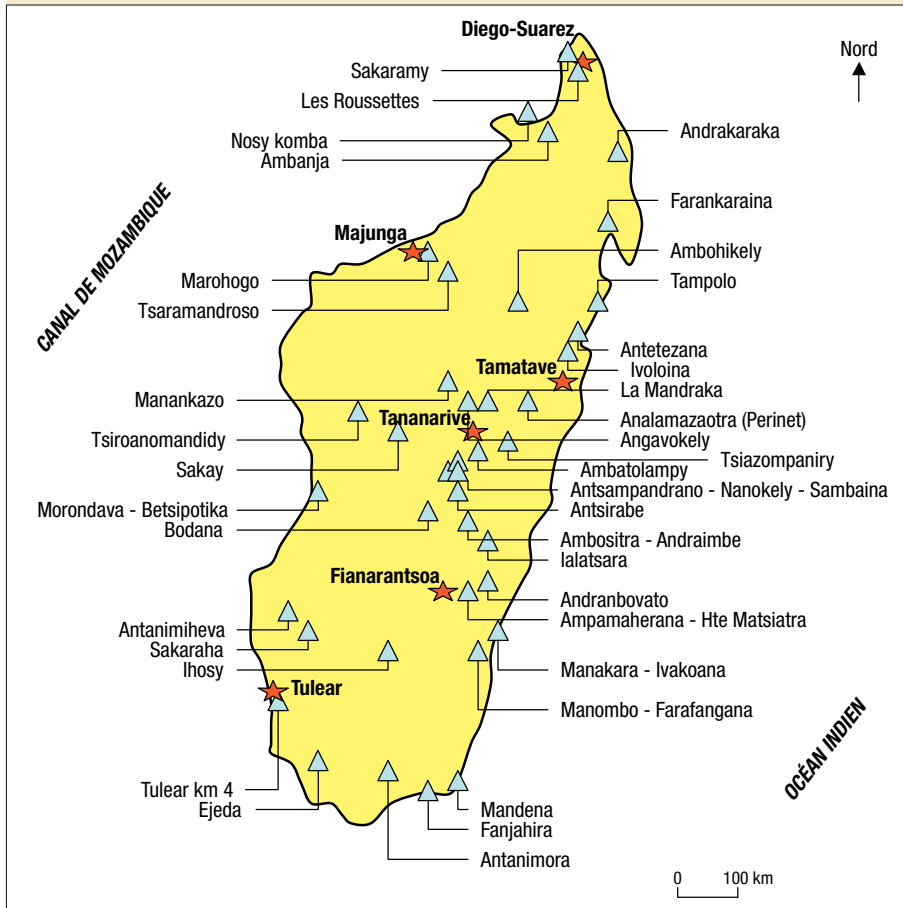 Diego-Suarez
Nord
Sakaramy
Les Roussettes
Andrakaraka
Nosy komba
Ambanja
CANAL DE MOZAMBIQUE
Farankaraina
Majunga
Ambohikely
Marohogo
Tampolo
Tsaramandroso
Antetezana
Tamatave
Ivoloina
Manankazo
La Mandraka
Tananarive
Analamazaotra (Perinet)
Tsiroanomandidy
Angavokely
Tsiazompaniry
Sakay
Ambatolampy
Antsampandrano - Nanokely - Sambaina
Morondava - Betsipotika
Antsirabe
Bodana
Ambositra - Andraimbe
Ialatsara
Fianarantsoa
Andranbovato
Antanimiheva
Ampamaherana - Hte Matsiatra
Sakaraha
Ihosy
Manakara - Ivakoana
Tulear
Manombo - Farafangana
OCÉAN INDIEN
Tulear km 4
Ejeda
Mandena
Fanjahira
Antanimora
0 100 km